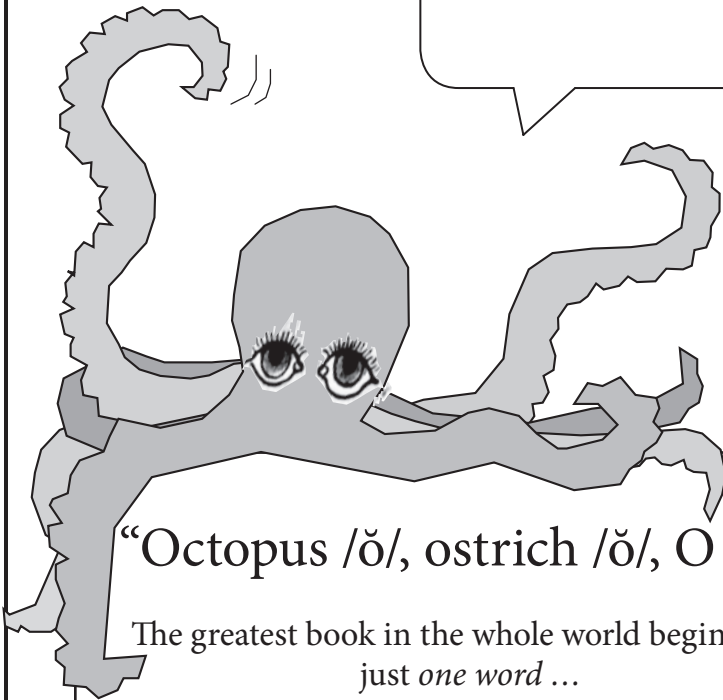 “Octopus /ŏ/, ostrich /ŏ/, O
The greatest book in the whole world begin
just one word …